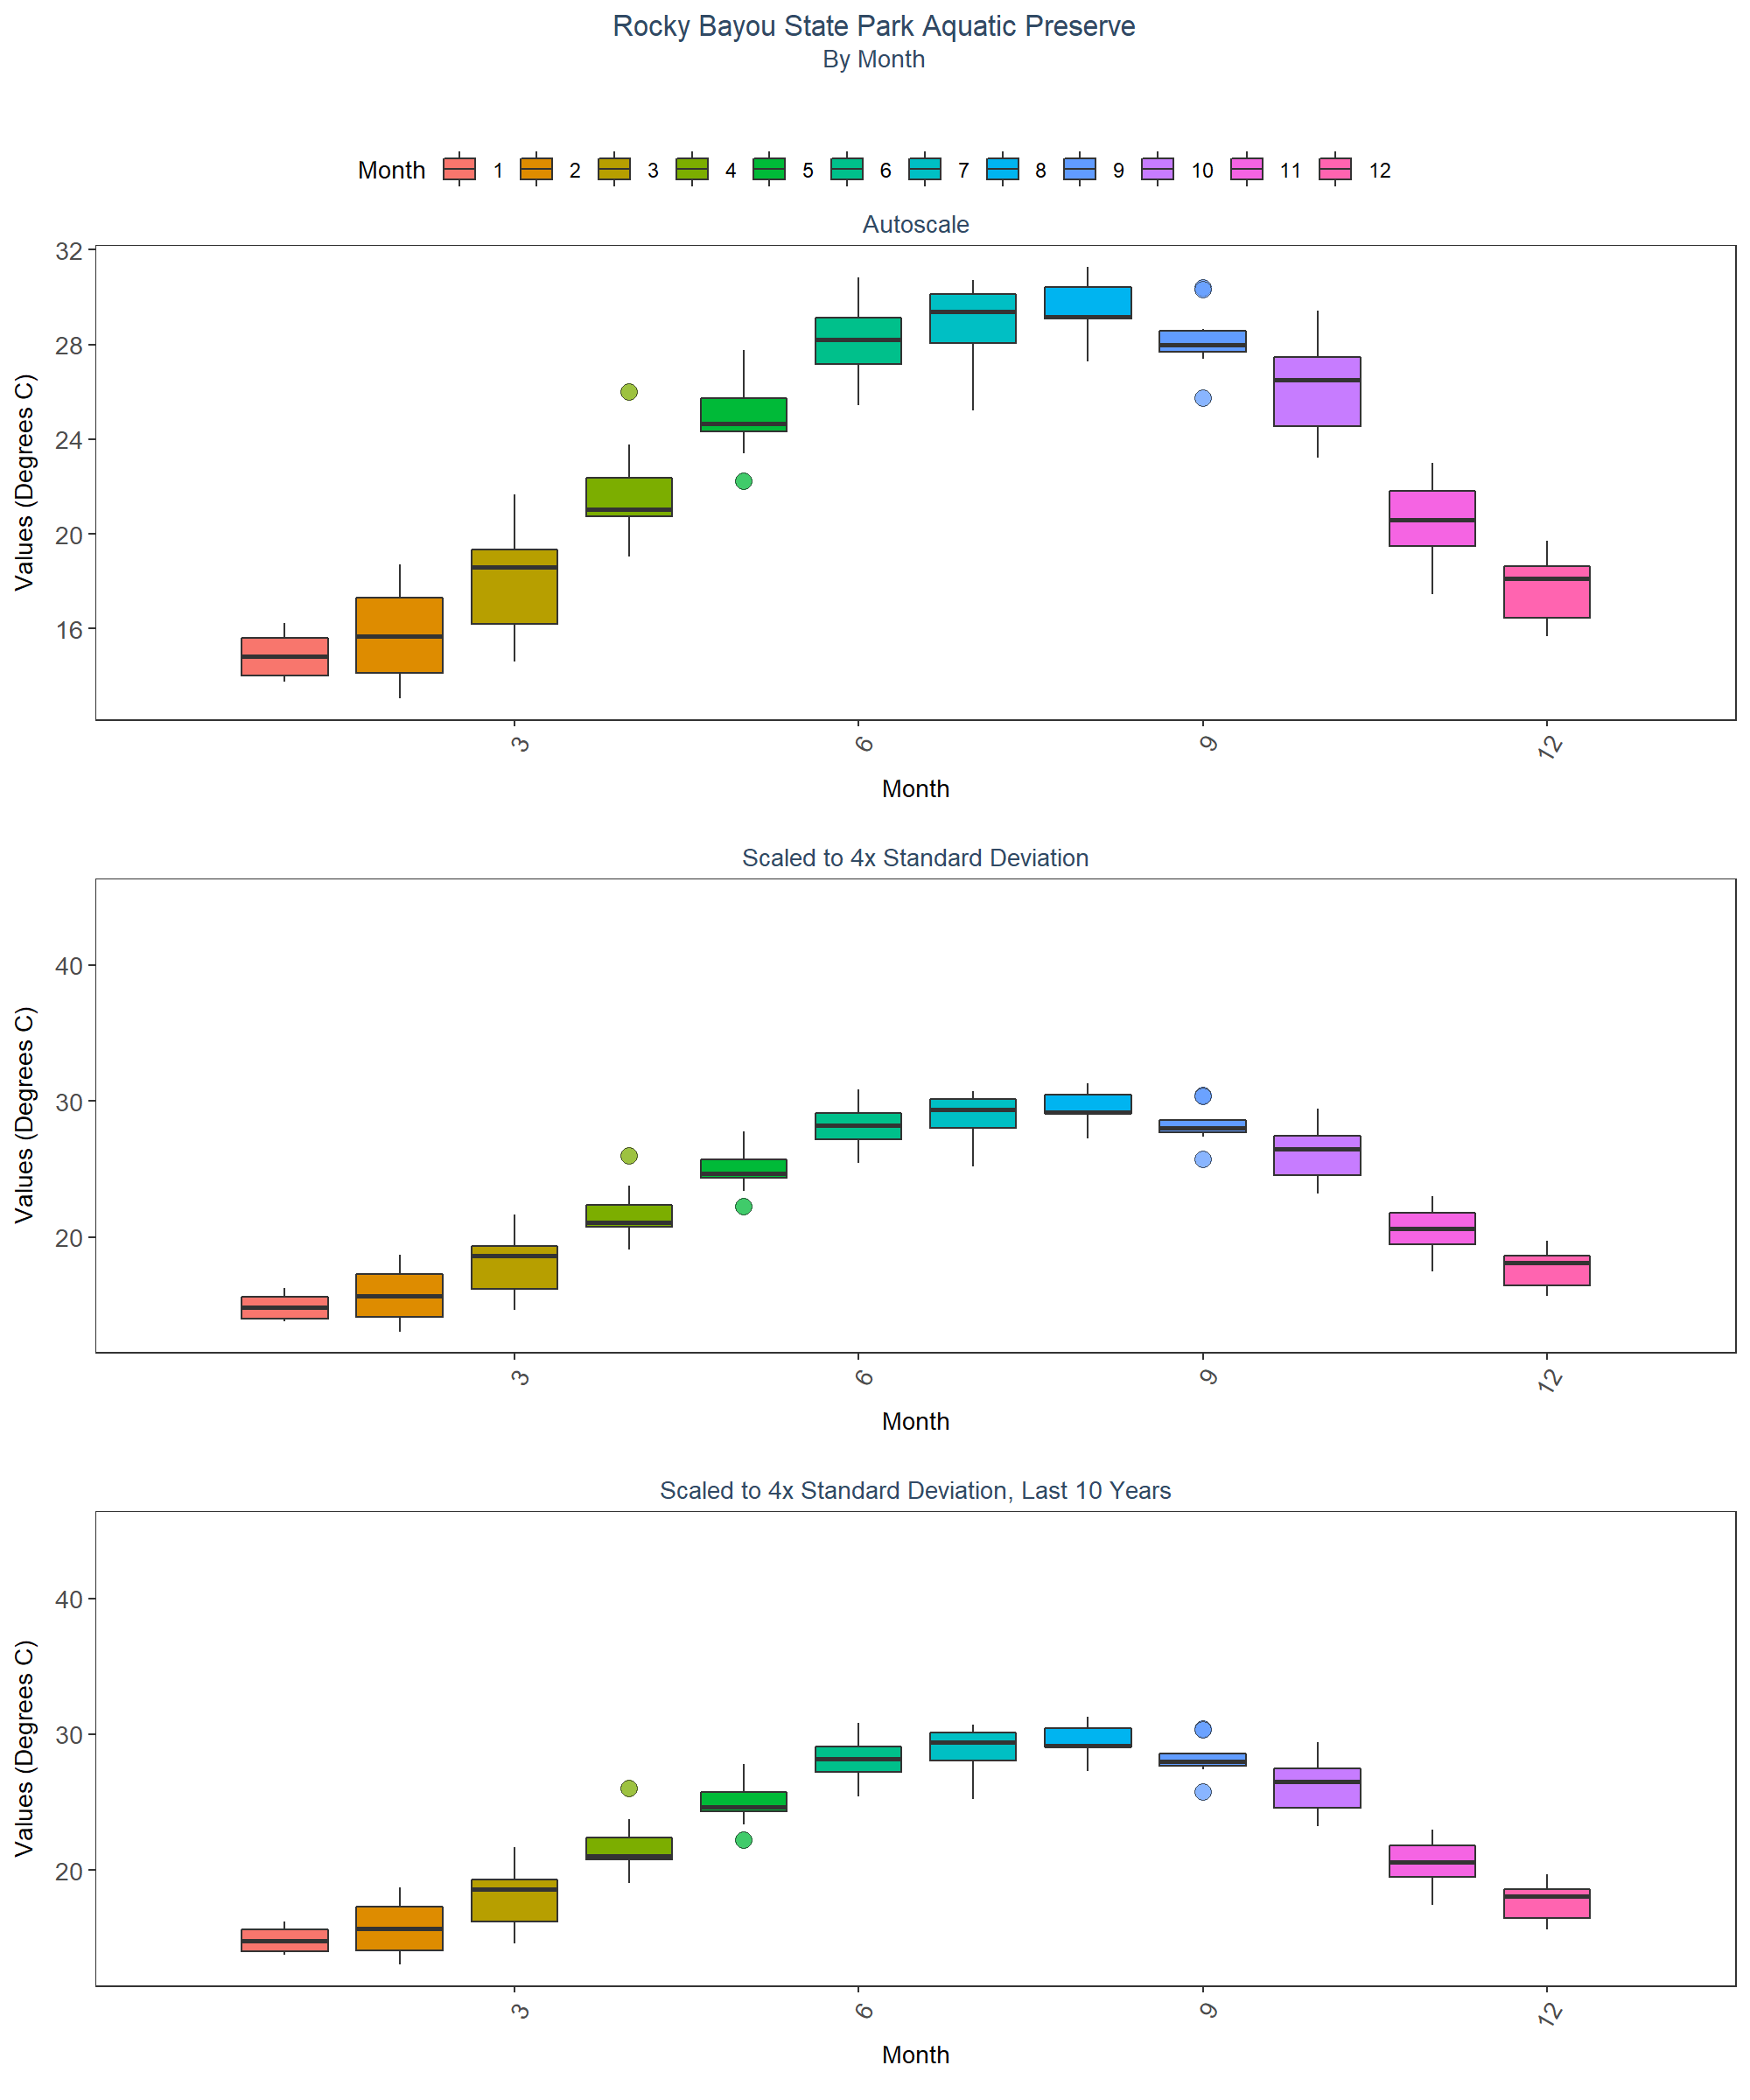 Rocky Bayou State Park Aquatic Preserve
By Month
Month 1 2 3 4 5 6 7 8 9 10 11 12
Autoscale
Values (Degrees C)
32
28
24
20
16
3 6 9 12
Month
Scaled to 4x Standard Deviation
Values (Degrees C)
40
30
20
3 6 9 12
Month
Scaled to 4x Standard Deviation, Last 10 Years
Values (Degrees C)
40
30
20
3 6 9 12
Month